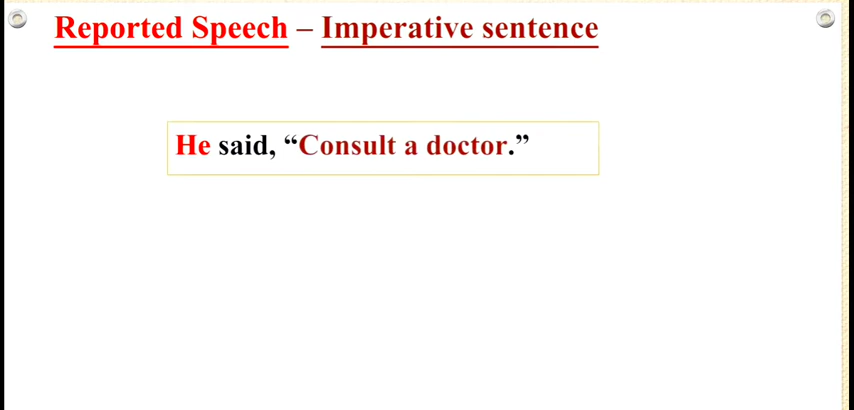 Reported Speech – Imperative sentence
He said, “Consult a doctor.”